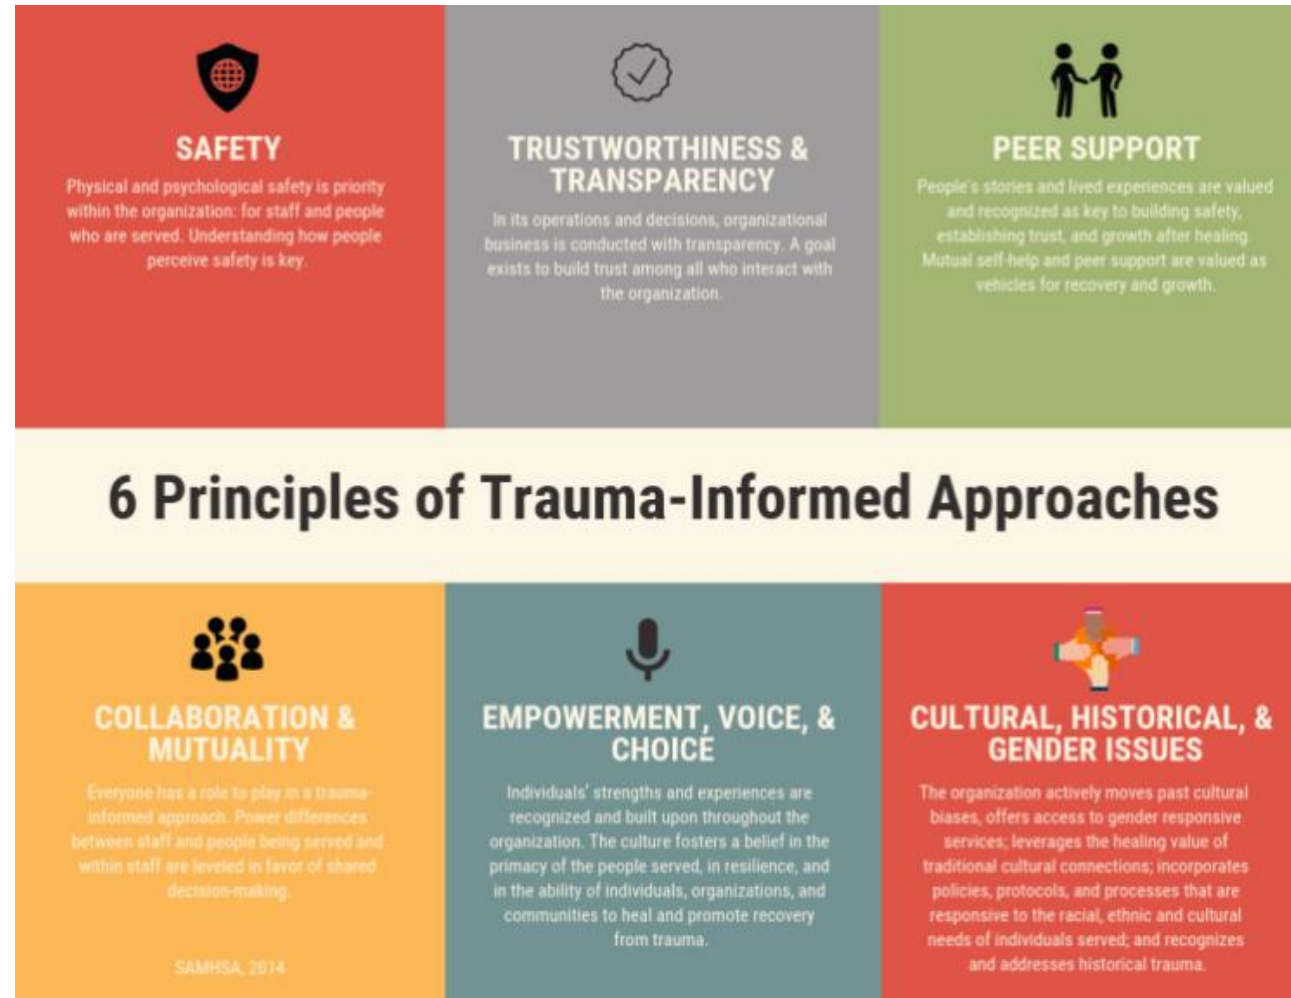 SAFETY
Physical and psychological safety is priority
within the organization: for staff and people
who are served. Understanding how people
perceive safety is key.
TRUSTWORTHINESS &
TRANSPARENCY
In its operations and decisions, organizational
business is conducted with transparency. A goal
exists to build trust among all who interact with
the organization.
PEER SUPPORT
People's stories and lived experiences are valued
and recognized as key to building safety,
establishing trust, and growth after healing.
Mutual self-help and peer support are valued as
vehicles for recovery and growth.
6 Principles of Trauma-Informed Approaches
COLLABORATION &
MUTUALITY
Everyone has a role to play in a trauma-
informed approach. Power differences
between staff and people being served and
within staff are leveled in favor of shared
decision-making.
SAMHSA, 2014
EMPOWERMENT, VOICE, &
CHOICE
Individuals' strengths and experiences are
recognized and built upon throughout the
organization. The culture fosters a belief in the
primacy of the people served, in resilience, and
in the ability of individuals, organizations, and
communities to heal and promote recovery
from trauma.
CULTURAL, HISTORICAL, &
GENDER ISSUES
The organization actively moves past cultural
biases, offers access to gender responsive
services; leverages the healing value of
traditional cultural connections; incorporates
policies, protocols, and processes that are
responsive to the racial, ethnic and cultural
needs of individuals served; and recognizes
and addresses historical trauma.